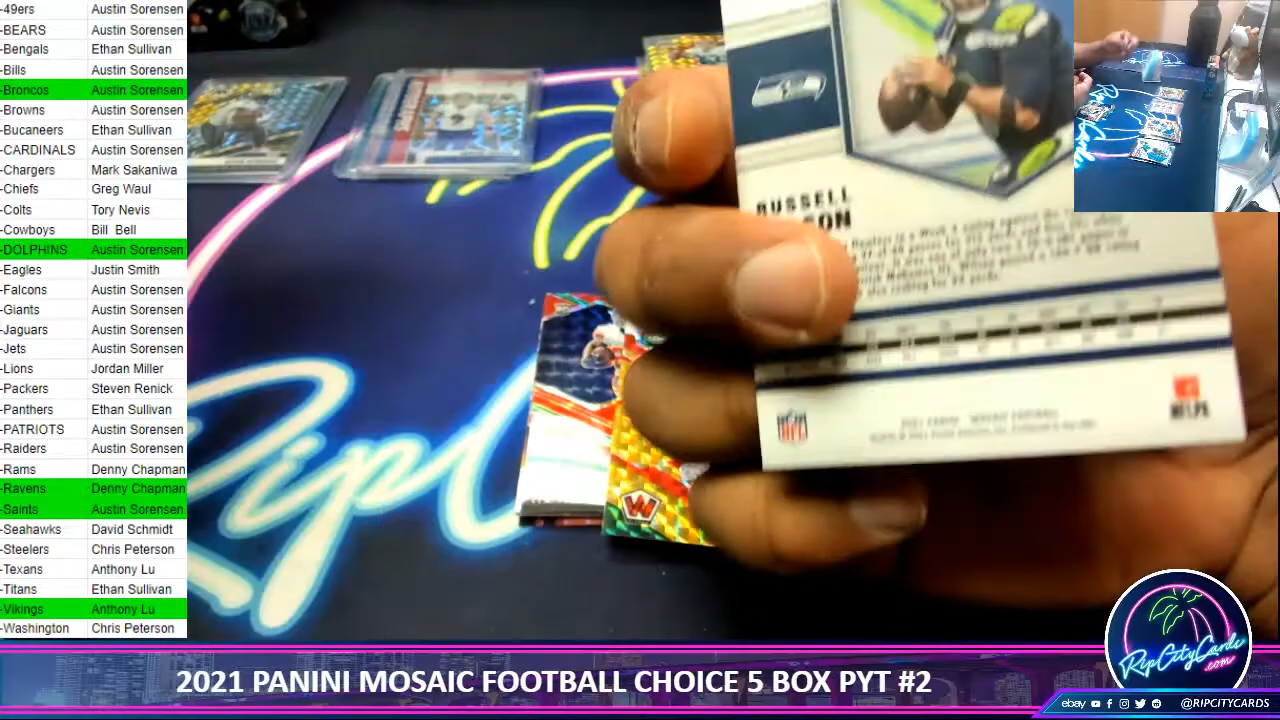 -49ers Austin Sorensen
-BEARS Austin Sorensen
-Bengals Ethan Sullivan
-Bills Austin Sorensen
-Broncos Austin Sorensen
-Browns Austin Sorensen
-Bucaneers Ethan Sullivan
-CARDINALS Austin Sorensen
-Chargers Mark Sakaniwa
-Chiefs Greg Waul
-Colts Tory Nevis
-Cowboys Bill Bell
-DOLPHINS Austin Sorensen
-Eagles Justin Smith
-Falcons Austin Sorensen
-Giants Austin Sorensen
-Jaguars Austin Sorensen
-Jets Austin Sorensen
-Lions Jordan Miller
-Packers Steven Renick
-Panthers Ethan Sullivan
-PATRIOTS Austin Sorensen
-Raiders Austin Sorensen
-Rams Denny Chapman
-Ravens Denny Chapman
-Saints Austin Sorensen
-Seahawks David Schmidt
-Steelers Chris Peterson
-Texans Anthony Lu
-Titans Ethan Sullivan
-Vikings Anthony Lu
-Washington Chris Peterson
RUSSELL
NFL
NFLPA
RipC
RipCityCards
.com
2021 PANINI MOSAIC FOOTBALL CHOICE 5 BOX PYT #2
ebay @RIPCITYCARDS